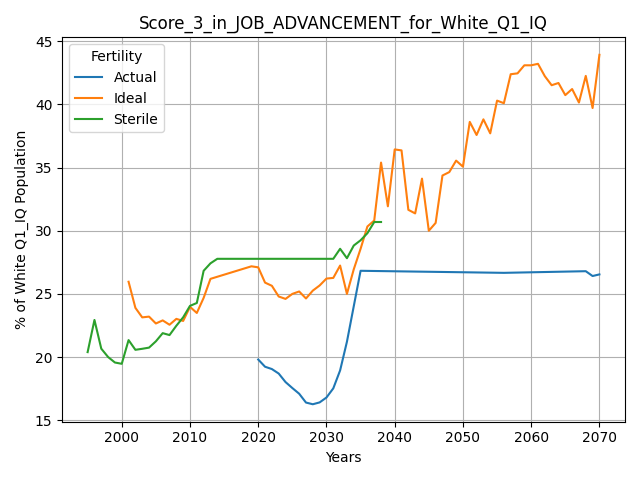 Score_3_in_JOB_ADVANCEMENT_for_White_Q1_IQ
Fertility
Actual
Ideal
Sterile
% of White Q1_IQ Population
45
40
35
30
25
20
15
2000 2010 2020 2030 2040 2050 2060 2070
Years